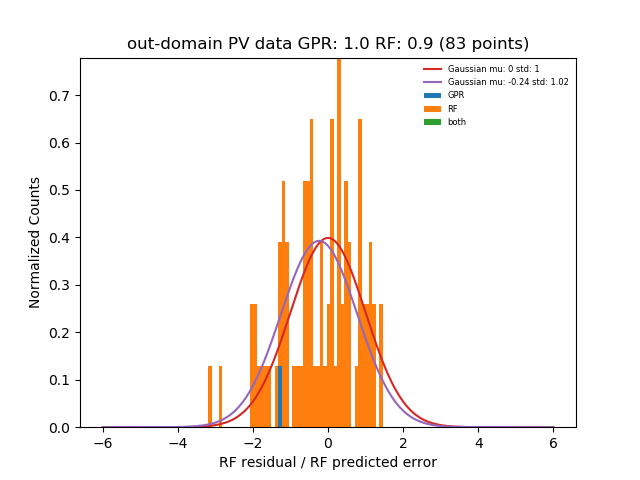 out-domain PV data GPR: 1.0 RF: 0.9 (83 points)
Gaussian mu: 0 std: 1
Gaussian mu: -0.24 std: 1.02
GPR
RF
both
Normalized Counts
0.7
0.6
0.5
0.4
0.3
0.2
0.1
0.0
−6 −4 −2 0 2 4 6
RF residual / RF predicted error